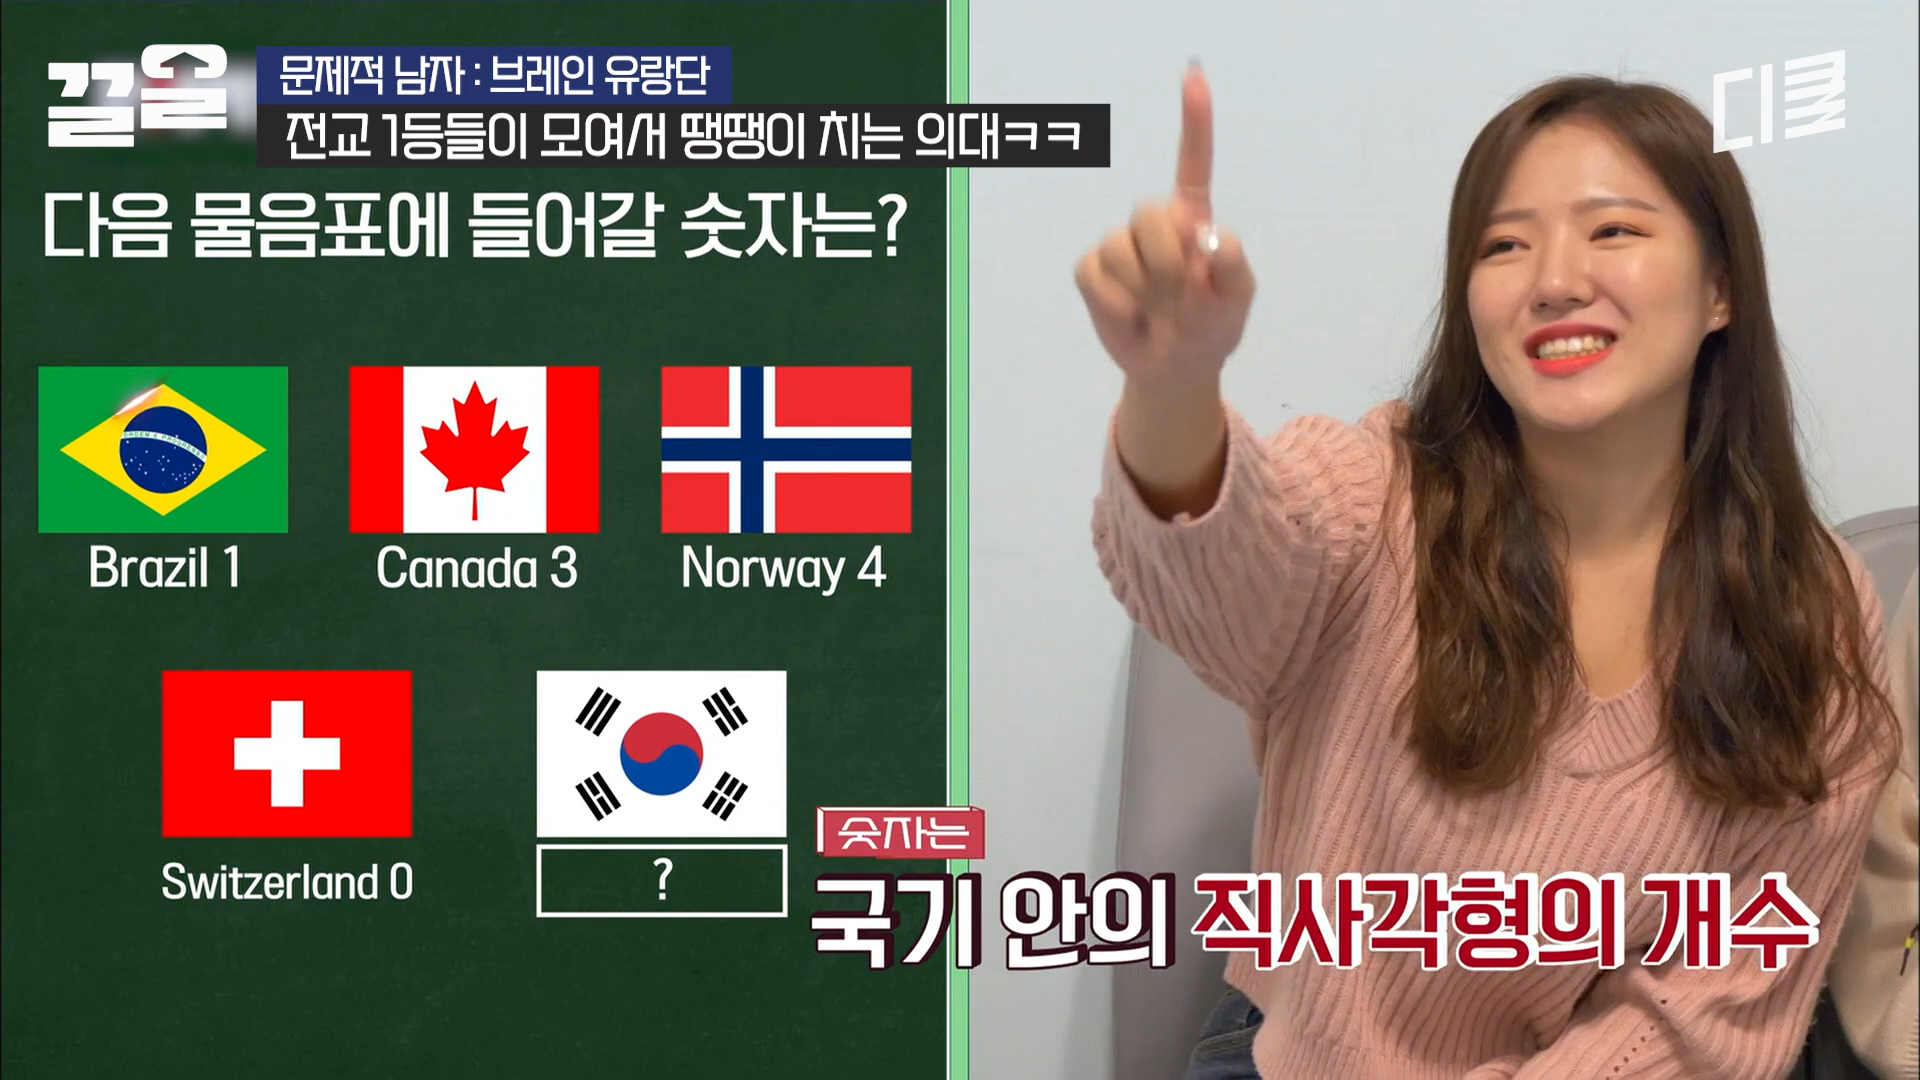 끌올
문제적 남자 : 브레인 유랑단
디글
전교 1등들이 모여서 땡땡이 치는 의대ㅋㅋ
다음 물음표에 들어갈 숫자는?
ORDEM E PROGRESSO
Brazil 1
Canada 3
Norway 4
Switzerland 0
?
숫자는
국기 안의 직사각형의 개수